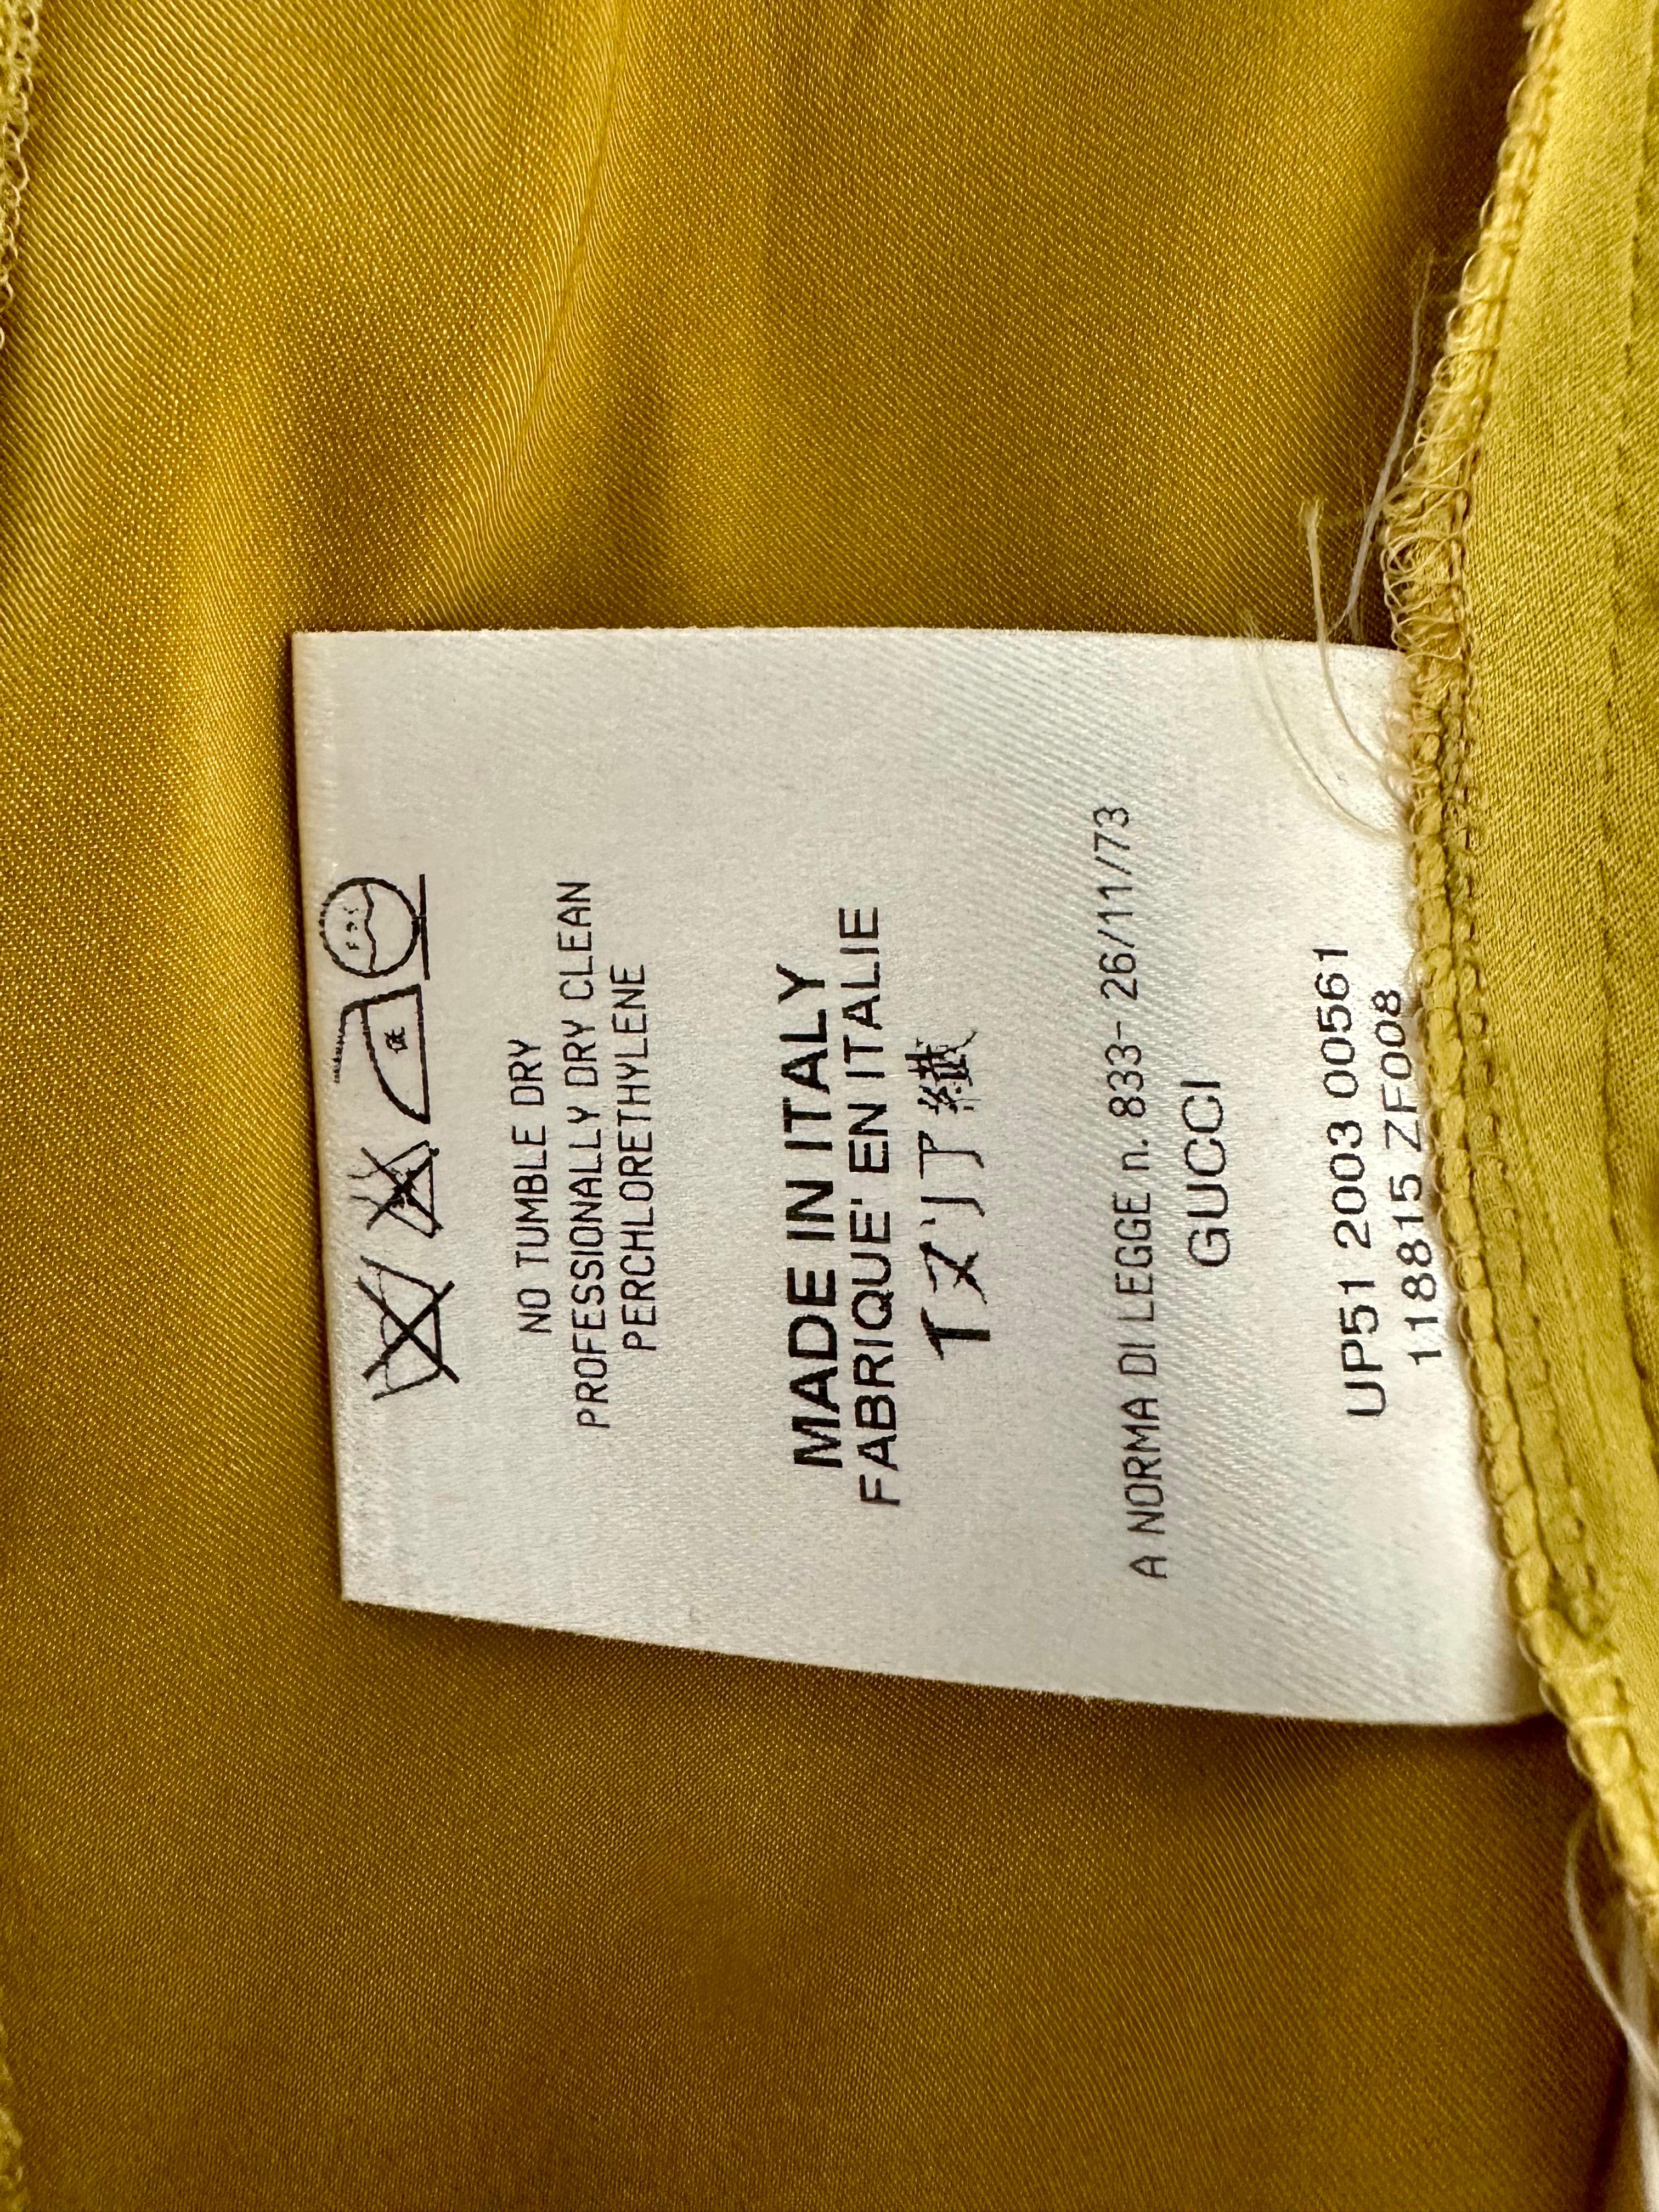 NO TUMBLE DRY
PROFESSIONALLY DRY CLEAN
PERCHLORETHYLENE
MADE IN ITALY
FABRIQUE' EN ITALIE
A NORMA DI LEGGE n. 833- 26/11/73
GUCCI
UP51 2003 00561
118815 ZF008